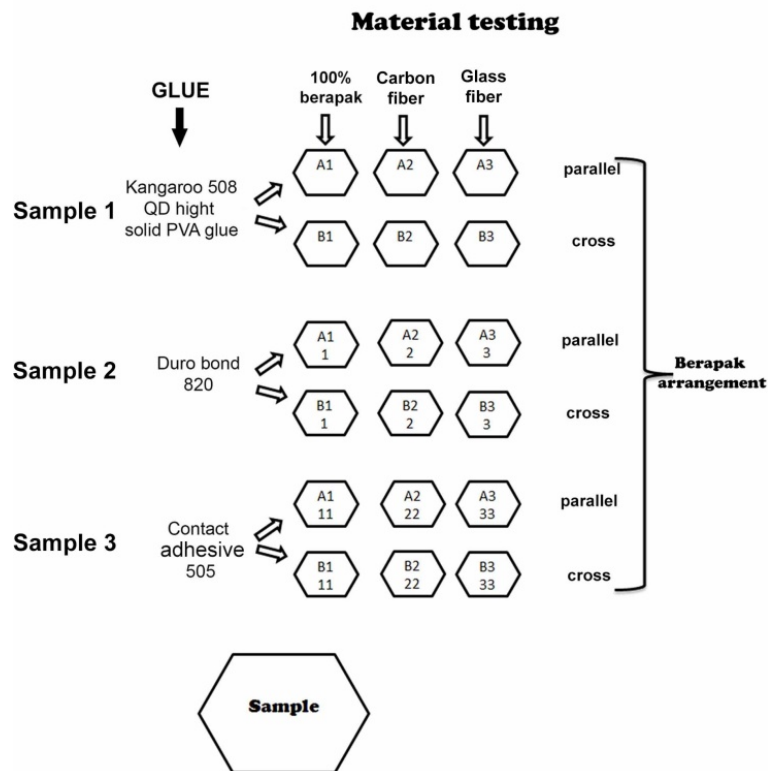 Material testing
GLUE
100%
berapak
Carbon
fiber
Glass
fiber
Sample 1
Kangaroo 508
QD hight
solid PVA glue
A1
A2
A3
parallel
B1
B2
B3
cross
Sample 2
Duro bond
820
A1
1
A2
2
A3
3
parallel
B1
1
B2
2
B3
3
cross
Berapak
arrangement
Sample 3
Contact
adhesive
505
A1
11
A2
22
A3
33
parallel
B1
11
B2
22
B3
33
cross
Sample